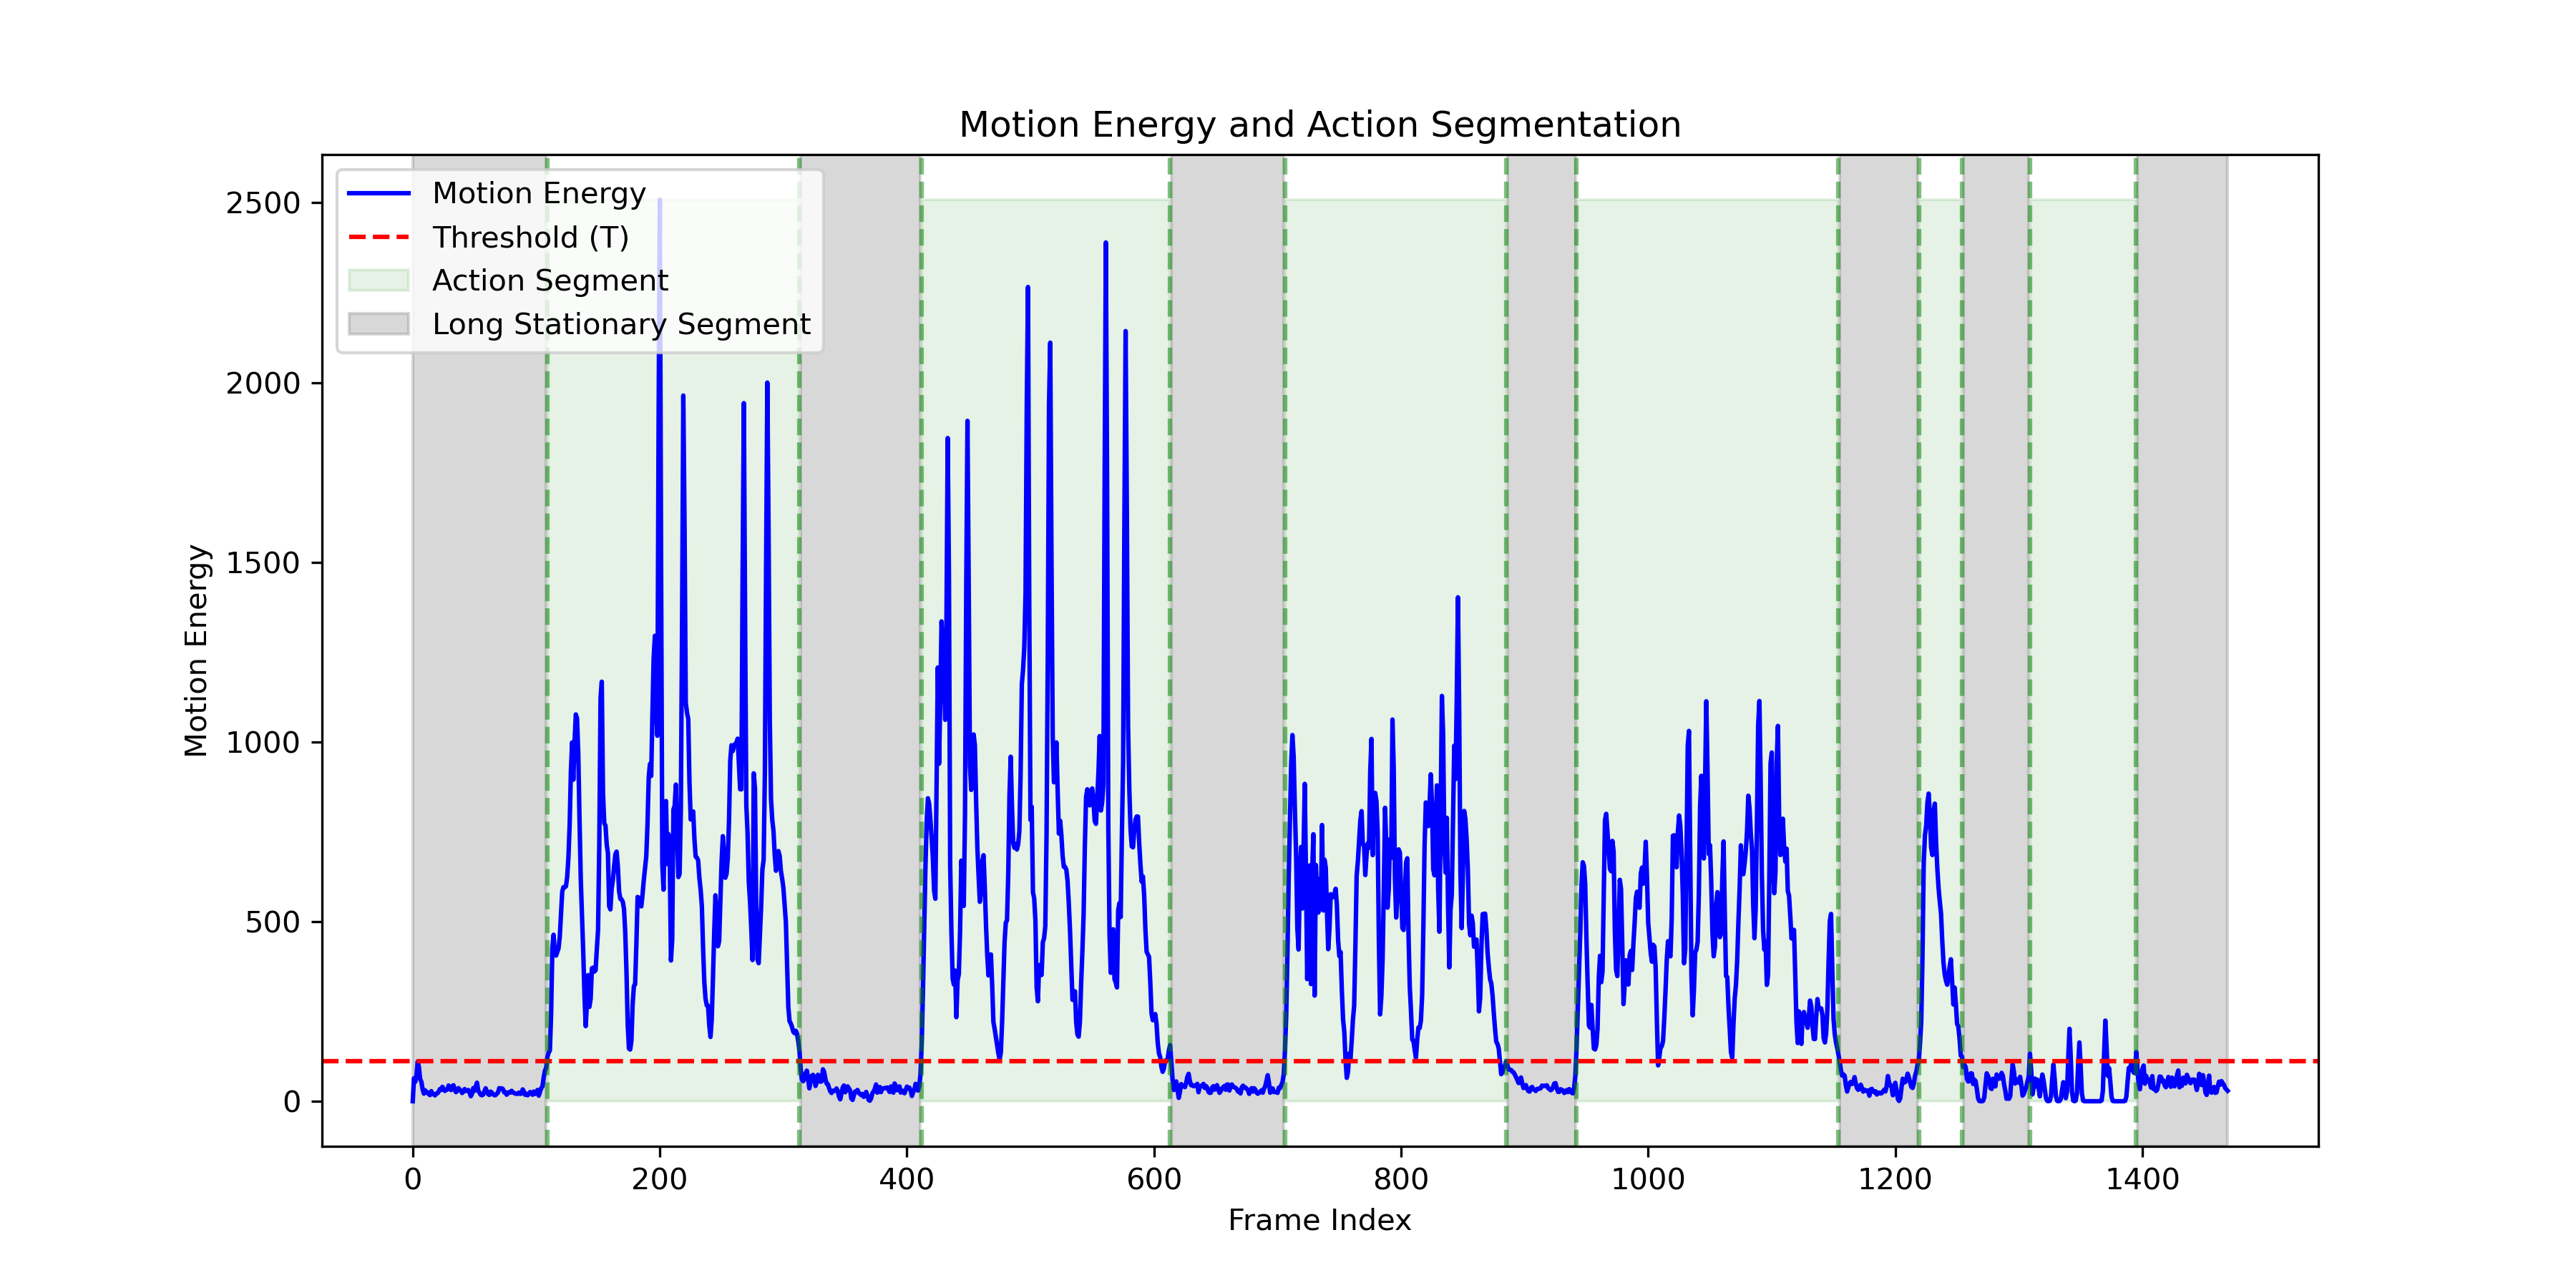 Motion Energy and Action Segmentation
Motion Energy
Threshold (T)
Action Segment
Long Stationary Segment
2500
2000
1500
1000
500
0
Motion Energy
0 200 400 600 800 1000 1200 1400
Frame Index